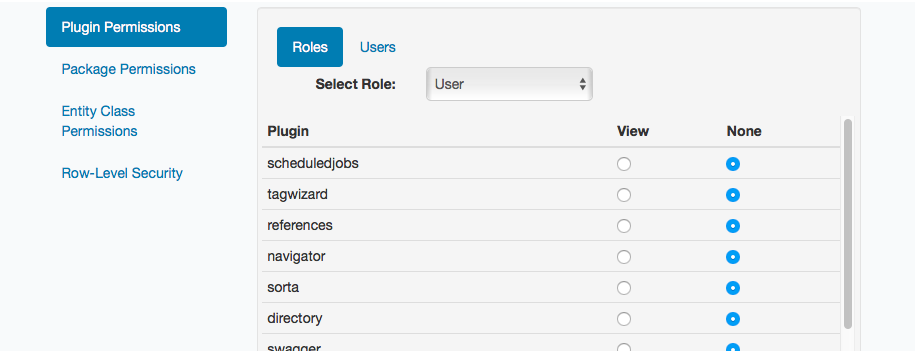 Plugin Permissions
Package Permissions
Entity Class
Permissions
Row-Level Security
Roles Users
Select Role: User
Plugin View None
scheduledjobs
tagwizard
references
navigator
sorta
directory
swagger